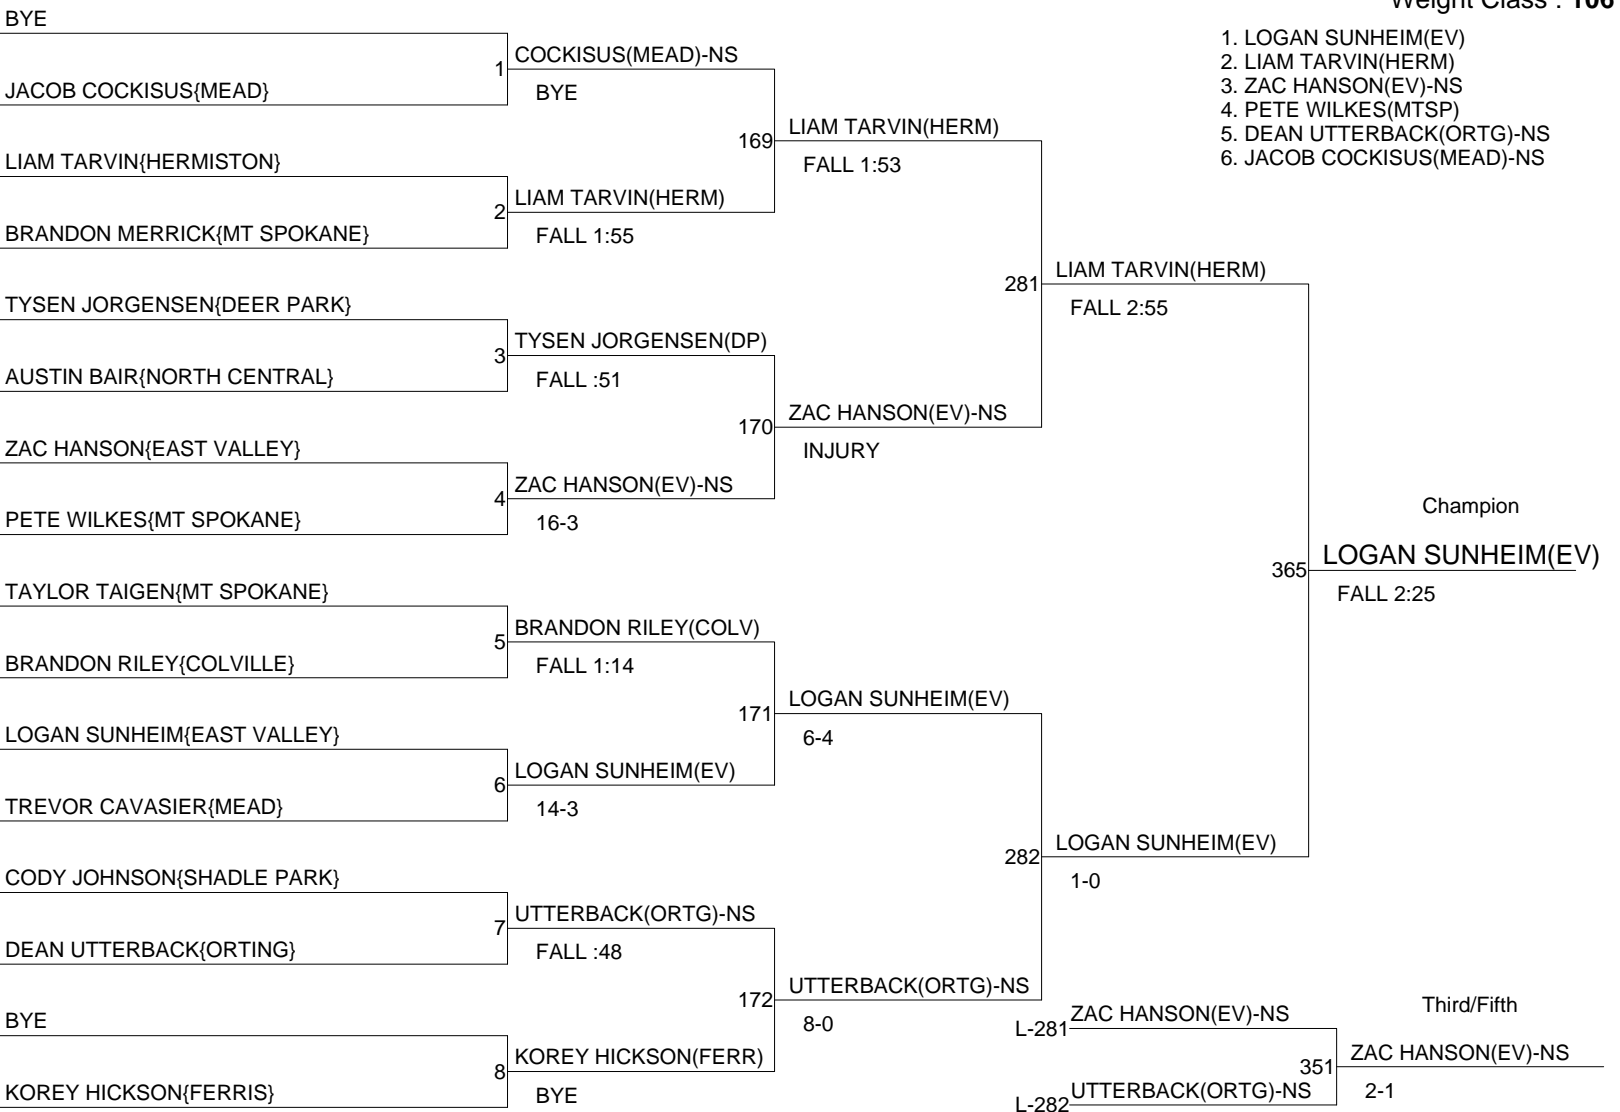 Weight Class : 106
1. LOGAN SUNHEIM(EV)
2. LIAM TARVIN(HERM)
3. ZAC HANSON(EV)-NS
4. PETE WILKES(MTSP)
5. DEAN UTTERBACK(ORTG)-NS
6. JACOB COCKISUS(MEAD)-NS
BYE
JACOB COCKISUS{MEAD}
LIAM TARVIN{HERMISTON}
BRANDON MERRICK{MT SPOKANE}
TYSEN JORGENSEN{DEER PARK}
AUSTIN BAIR{NORTH CENTRAL}
ZAC HANSON{EAST VALLEY}
PETE WILKES{MT SPOKANE}
TAYLOR TAIGEN{MT SPOKANE}
BRANDON RILEY{COLVILLE}
LOGAN SUNHEIM{EAST VALLEY}
TREVOR CAVASIER{MEAD}
CODY JOHNSON{SHADLE PARK}
DEAN UTTERBACK{ORTING}
BYE
KOREY HICKSON{FERRIS}
1 COCKISUS(MEAD)-NS
BYE
2 LIAM TARVIN(HERM)
FALL 1:55
3 TYSEN JORGENSEN(DP)
FALL :51
4 ZAC HANSON(EV)-NS
16-3
5 BRANDON RILEY(COLV)
FALL 1:14
6 LOGAN SUNHEIM(EV)
14-3
7 UTTERBACK(ORTG)-NS
FALL :48
8 KOREY HICKSON(FERR)
BYE
169 LIAM TARVIN(HERM)
FALL 1:53
170 ZAC HANSON(EV)-NS
INJURY
171 LOGAN SUNHEIM(EV)
6-4
172 UTTERBACK(ORTG)-NS
8-0
281 LIAM TARVIN(HERM)
FALL 2:55
282 LOGAN SUNHEIM(EV)
1-0
Champion
365 LOGAN SUNHEIM(EV)
FALL 2:25
L-281 ZAC HANSON(EV)-NS
L-282 UTTERBACK(ORTG)-NS
Third/Fifth
351 ZAC HANSON(EV)-NS
2-1